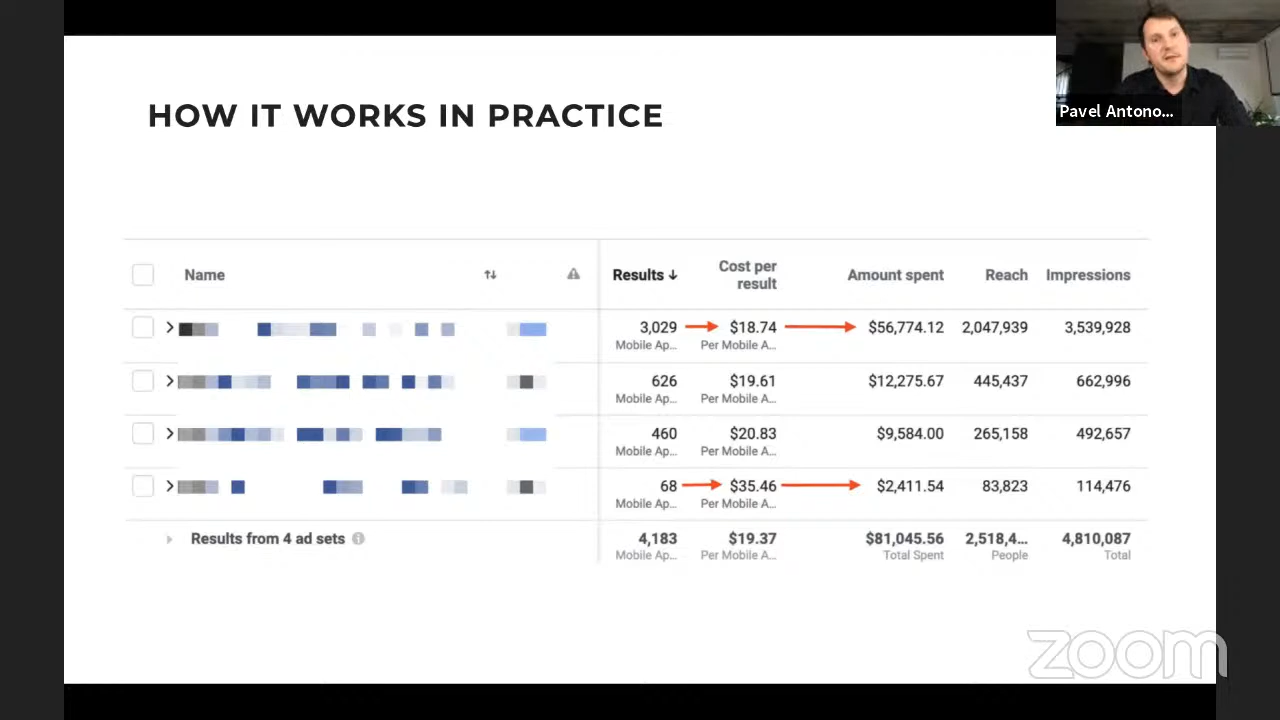 Pavel Antono...
HOW IT WORKS IN PRACTICE
Name Results Cost per result Amount spent Reach Impressions
3,029 $18.74 $56,774.12 2,047,939 3,539,928
Mobile Ap... Per Mobile A...
626 $19.61 $12,275.67 445,437 662,996
Mobile Ap... Per Mobile A...
460 $20.83 $9,584.00 265,158 492,657
Mobile Ap... Per Mobile A...
68 $35.46 $2,411.54 83,823 114,476
Mobile Ap... Per Mobile A...
Results from 4 ad sets 4,183 $19.37 $81,045.56 2,518,4... 4,810,087
Mobile Ap... Per Mobile A... Total Spent People Total
zoom